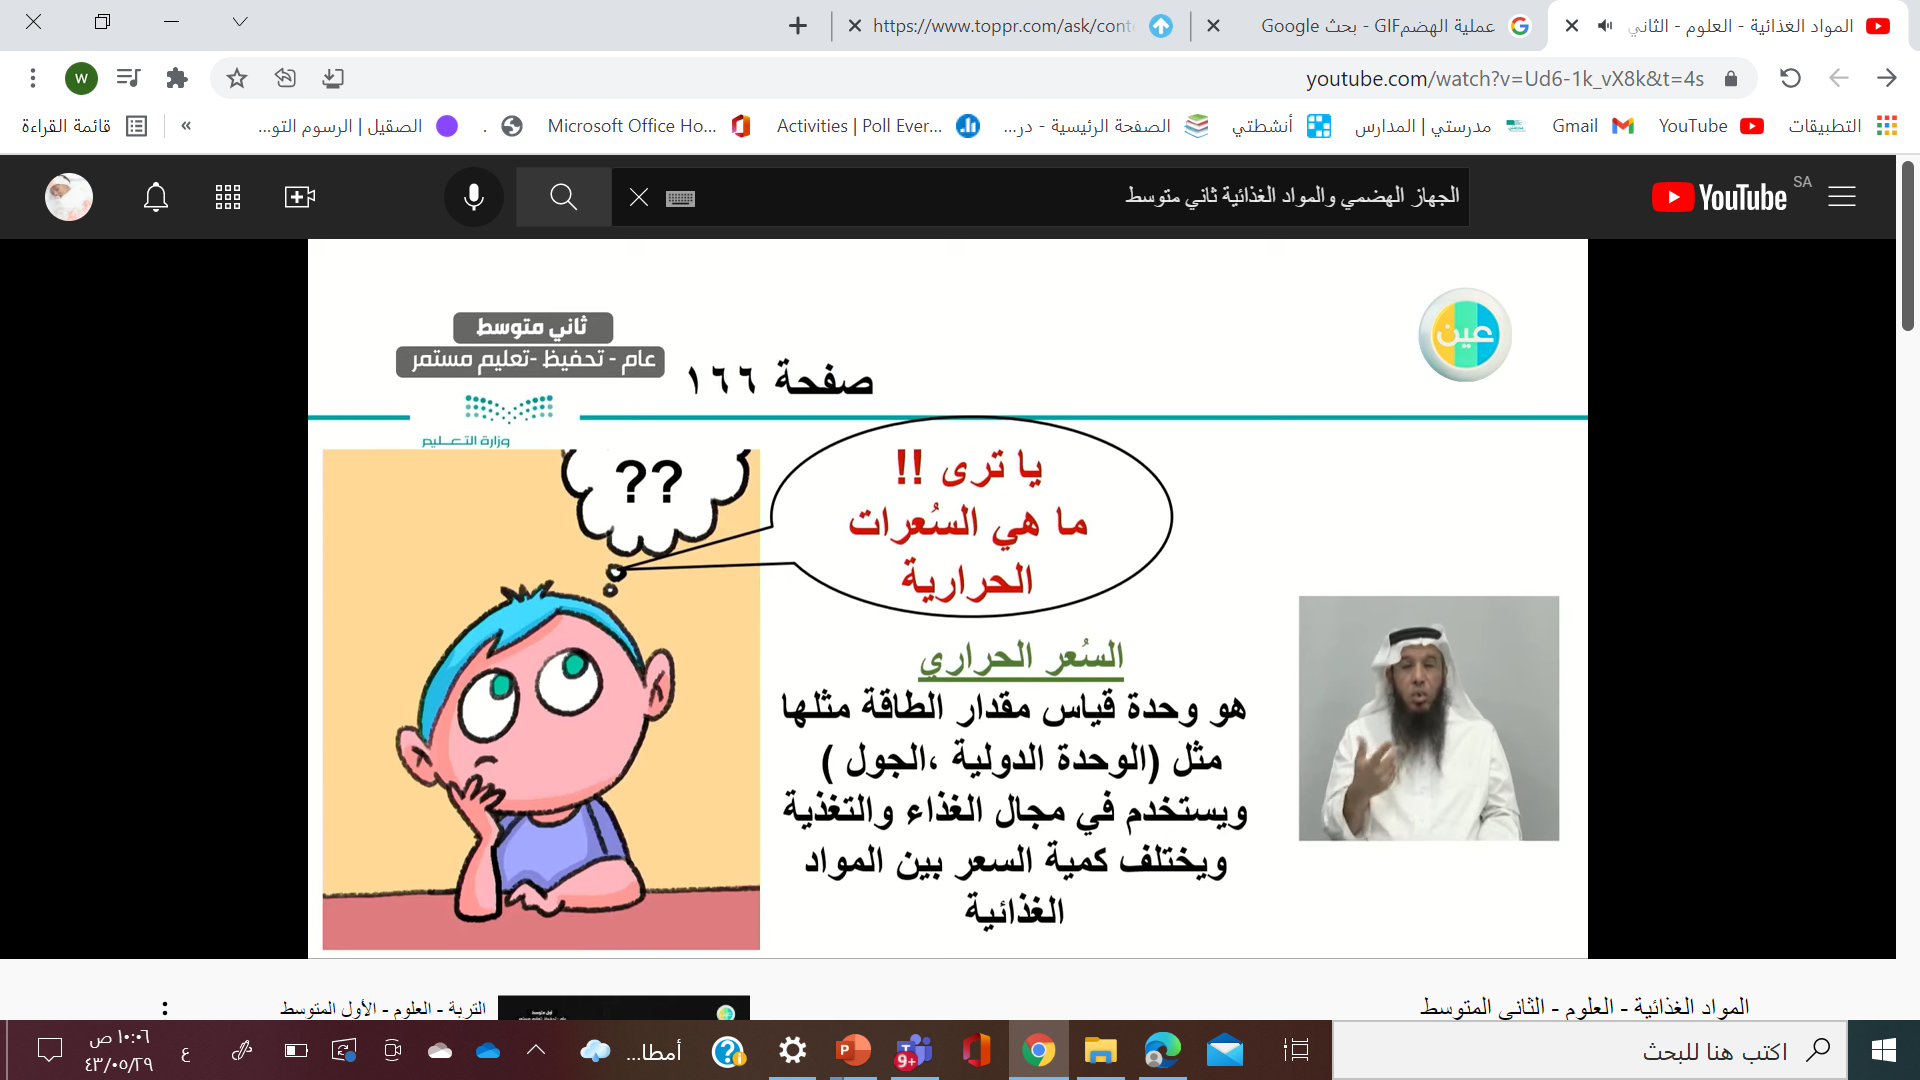 المواد الغذائية - العلوم - الثاني
عملية الهضمGIF - بحث Google
https://www.toppr.com/ask/conte
youtube.com/watch?v=Ud6-1k_vX8k&t=4s
W
التطبيقات
YouTube
Gmail
مدرستي | المدارس
أنشطتي
الصفحة الرئيسية - در...
Activities | Poll Ever...
Microsoft Office Ho...
.
الصقيل | الرسوم التو...
«
قائمة القراءة
YouTube SA
الجهاز الهضمي والمواد الغذائية ثاني متوسط
عين
ثاني متوسط
عام - تحفيظ -تعليم مستمر
صفحة ١٦٦
وزارة التعـــليم
??
يا ترى !!
ما هي السُعرات
الحرارية
السُعر الحراري
هو وحدة قياس مقدار الطاقة مثلها
مثل (الوحدة الدولية ،الجول )
ويستخدم في مجال الغذاء والتغذية
ويختلف كمية السعر بين المواد
الغذائية
المواد الغذائية - العلوم - الثاني المتوسط
التربة - العلوم - الأول المتوسط
اكتب هنا للبحث
9+
أمطا...
ع
١٠:٠٦ ص
٤٣/٠٥/٢٩